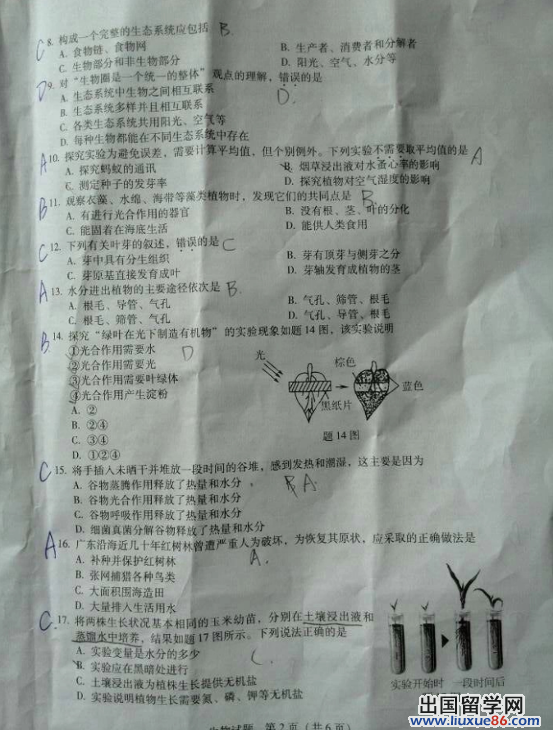 C 8. 构成一个完整的生态系统应包括 B.
A. 食物链、食物网 B. 生产者、消费者和分解者
C. 生物部分和非生物部分 D. 阳光、空气、水分等
D 9. 对“生物圈是一个统一的整体”观点的理解，错误的是
A. 生态系统中生物之间相互联系 D.
B. 生态系统多样并且相互联系
C. 各类生态系统共用阳光、空气等
D. 每种生物都能在不同生态系统中存在
A 10. 探究实验为避免误差，需要计算平均值，但个别例外。下列实验不需要取平均值的是 A
A. 探究蚂蚁的通讯 B. 烟草浸出液对水蚤心率的影响
C. 测定种子的发芽率 D. 探究植物对空气湿度的影响
B 11. 观察衣藻、水绵、海带等藻类植物时，发现它们的共同点是 B
A. 有进行光合作用的器官 B. 没有根、茎、叶的分化
C. 能固着在海底生活 D. 能供人类食用
C 12. 下列有关叶芽的叙述，错误的是 C
A. 芽中具有分生组织 B. 芽有顶芽与侧芽之分
C. 芽原基直接发育成叶 D. 芽轴发育成植物的茎
A 13. 水分进出植物的主要途径依次是 B.
A. 根毛、导管、气孔 B. 气孔、筛管、根毛
C. 根毛、筛管、气孔 D. 气孔、导管、根毛
B. 14. 探究“绿叶在光下制造有机物”的实验现象如题 14 图，该实验说明
①光合作用需要水 D
②光合作用需要光
③光合作用需要叶绿体
④光合作用产生淀粉
A. ②
B. ②④
C. ③④
D. ①②④
光
棕色
蓝色
黑纸片
题 14 图
C 15. 将手插入未晒干并堆放一段时间的谷堆，感到发热和潮湿，这主要是因为
A. 谷物蒸腾作用释放了热量和水分 A
B. 谷物光合作用释放了热量和水分
C. 谷物呼吸作用释放了热量和水分
D. 细菌真菌分解谷物释放了热量和水分
A 16. 广东沿海近几十年红树林曾遭严重人为破坏，为恢复其原状，应采取的正确做法是
A. 补种并保护红树林 A.
B. 张网捕猎各种鸟类
C. 大面积围海造田
D. 大量排入生活用水
C. 17. 将两株生长状况基本相同的玉米幼苗，分别在土壤浸出液和
蒸馏水中培养，结果如题 17 图所示。下列说法正确的是
A. 实验变量是水分的多少
B. 实验应在黑暗处进行 C.
C. 土壤浸出液为植株生长提供无机盐
D. 实验说明植物生长需要氮、磷、钾等无机盐
实验开始时 一段时间后
生物试题 第 2 页（共 6 页）
出国留学网
www.liuxue86.com